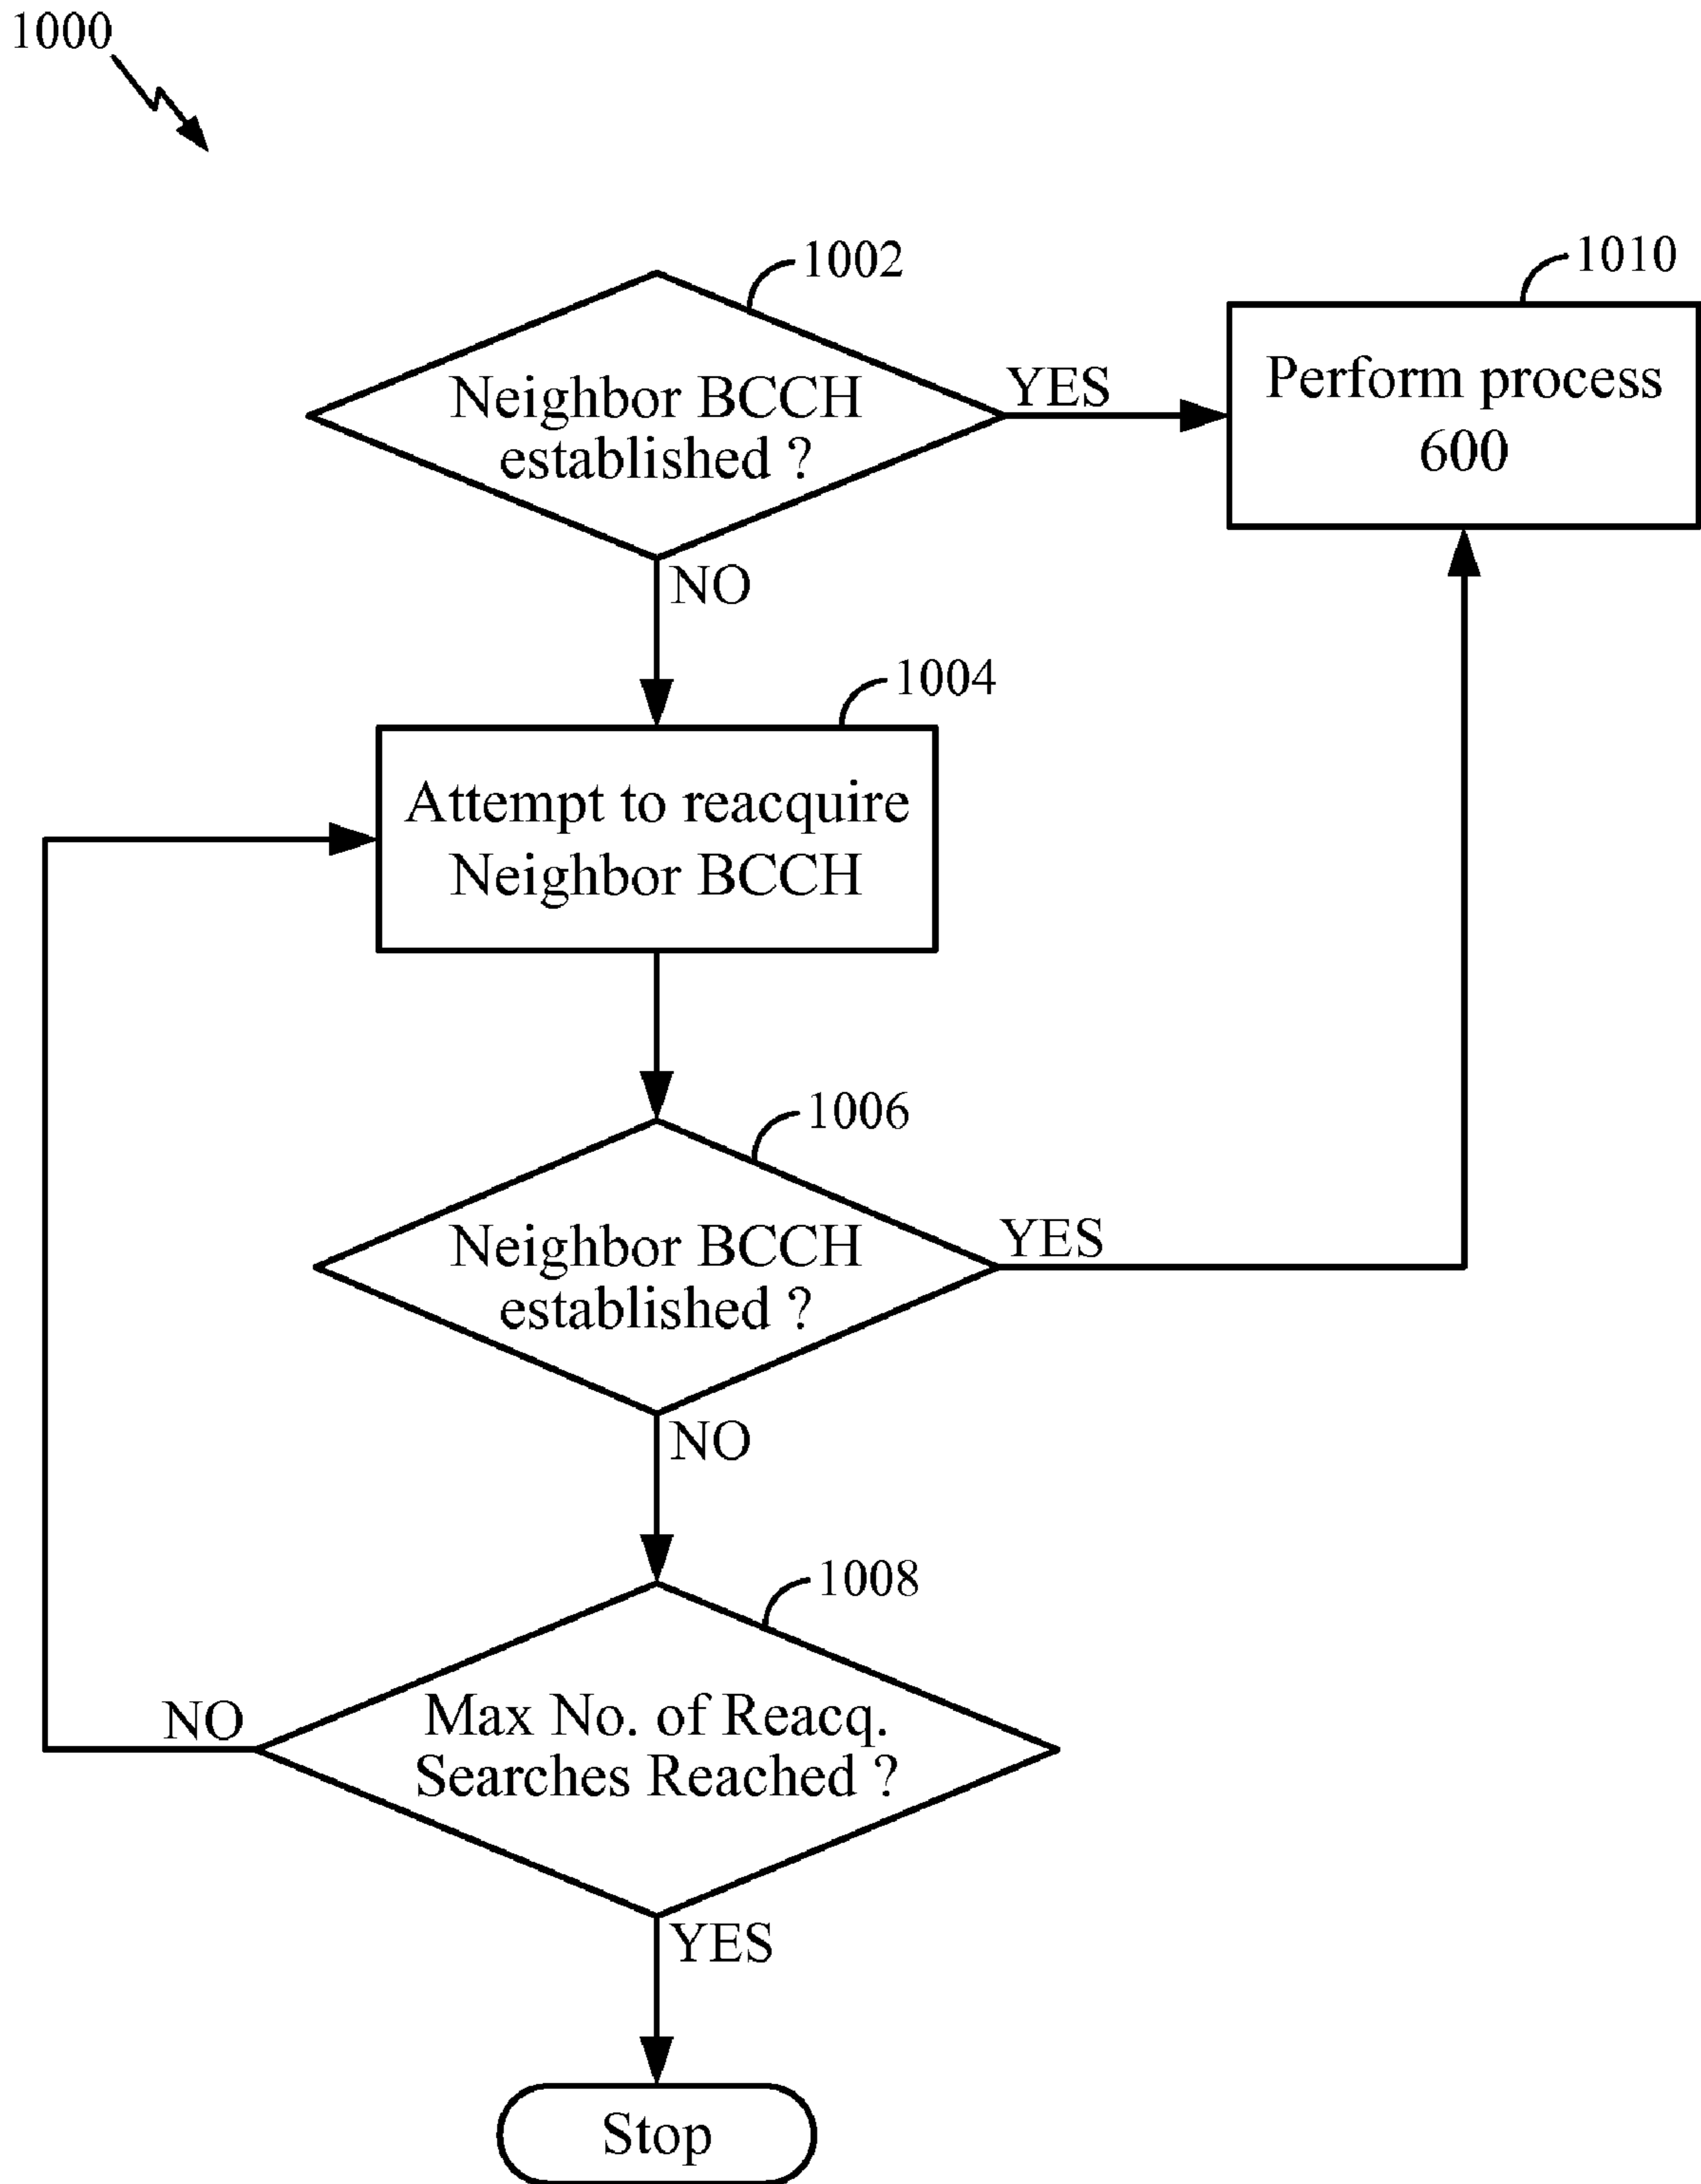 1000
1002
Neighbor BCCH
established ?
YES
1010
Perform process
600
NO
1004
Attempt to reacquire
Neighbor BCCH
1006
Neighbor BCCH
established ?
YES
NO
1008
Max No. of Reacq.
Searches Reached ?
NO
YES
Stop